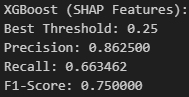 XGBoost (SHAP Features):
Best Threshold: 0.25
Precision: 0.862500
Recall: 0.663462
F1-Score: 0.750000